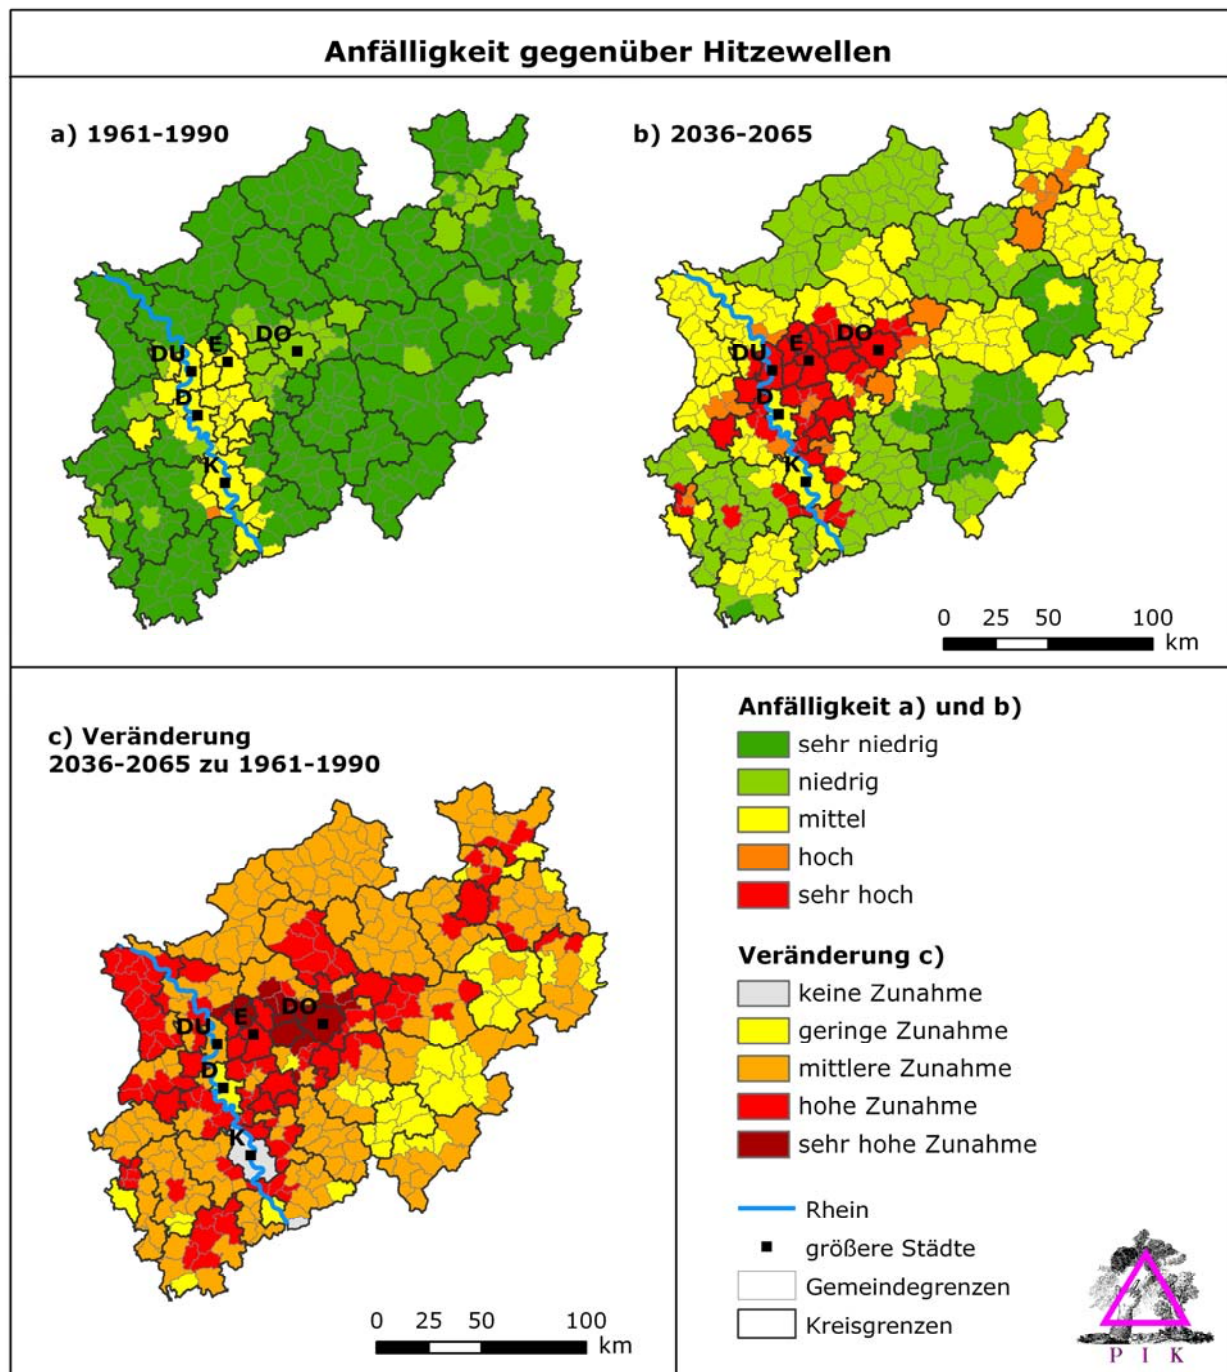 Anfälligkeit gegenüber Hitzewellen
a) 1961-1990
b) 2036-2065
DU
E
DO
D
K
DU
E
DO
D
K
0 25 50 100
km
c) Veränderung
2036-2065 zu 1961-1990
DU
E
DO
D
K
0 25 50 100
km
Anfälligkeit a) und b)
sehr niedrig
niedrig
mittel
hoch
sehr hoch
Veränderung c)
keine Zunahme
geringe Zunahme
mittlere Zunahme
hohe Zunahme
sehr hohe Zunahme
Rhein
größere Städte
Gemeindegrenzen
Kreisgrenzen
P I K